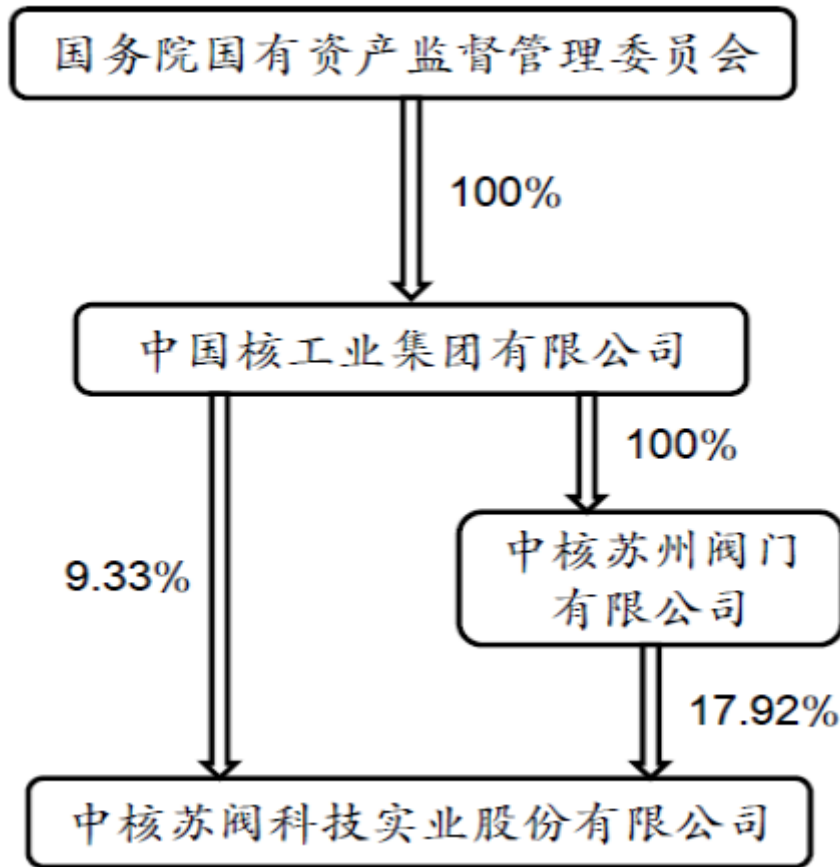 国务院国有资产监督管理委员会
100%
中国核工业集团有限公司
100%
9.33%
中核苏州阀门
有限公司
17.92%
中核苏阀科技实业股份有限公司